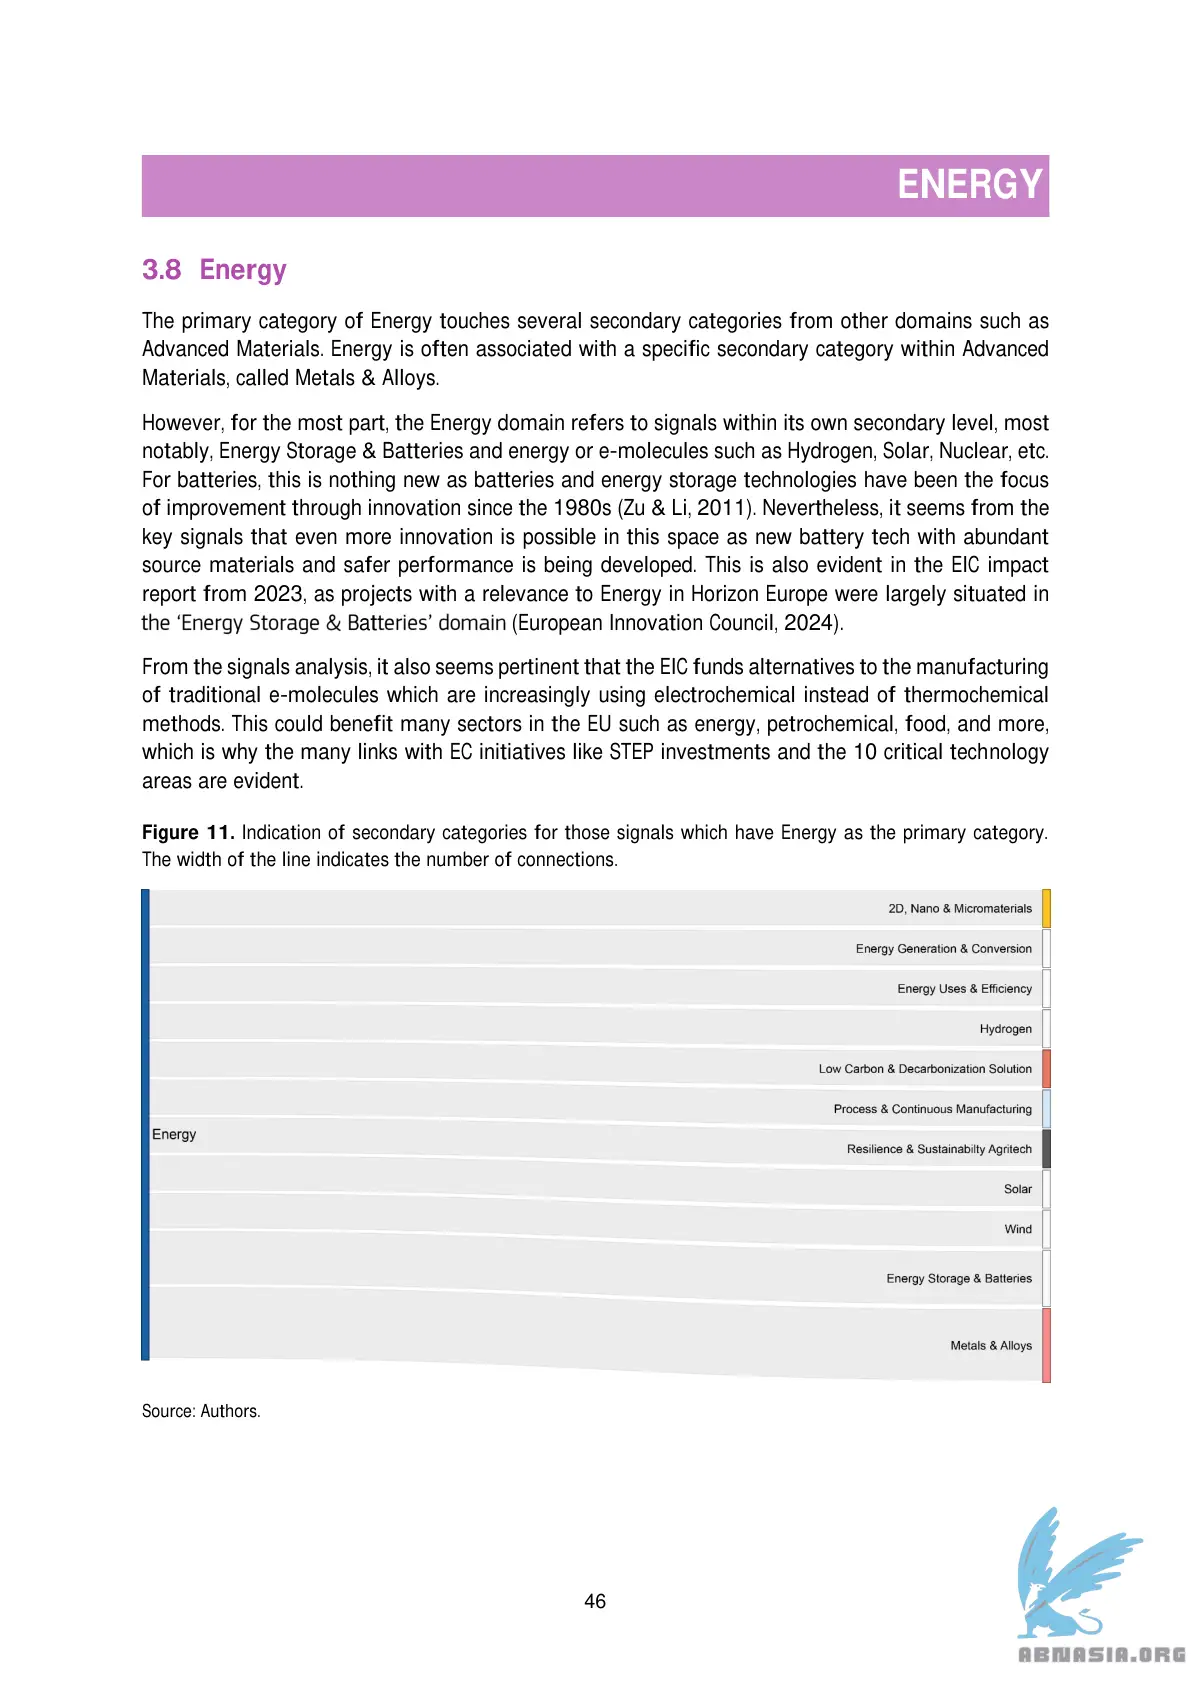 ENERGY
3.8 Energy
The primary category of Energy touches several secondary categories from other domains such as
Advanced Materials. Energy is often associated with a specific secondary category within Advanced
Materials, called Metals & Alloys.
However, for the most part, the Energy domain refers to signals within its own secondary level, most
notably, Energy Storage & Batteries and energy or e-molecules such as Hydrogen, Solar, Nuclear, etc.
For batteries, this is nothing new as batteries and energy storage technologies have been the focus
of improvement through innovation since the 1980s (Zu & Li, 2011). Nevertheless, it seems from the
key signals that even more innovation is possible in this space as new battery tech with abundant
source materials and safer performance is being developed. This is also evident in the EIC impact
report from 2023, as projects with a relevance to Energy in Horizon Europe were largely situated in
the ‘Energy Storage & Batteries’ domain (European Innovation Council, 2024).
From the signals analysis, it also seems pertinent that the EIC funds alternatives to the manufacturing
of traditional e-molecules which are increasingly using electrochemical instead of thermochemical
methods. This could benefit many sectors in the EU such as energy, petrochemical, food, and more,
which is why the many links with EC initiatives like STEP investments and the 10 critical technology
areas are evident.
Figure 11. Indication of secondary categories for those signals which have Energy as the primary category.
The width of the line indicates the number of connections.
2D, Nano & Micromaterials
Energy Generation & Conversion
Energy Uses & Efficiency
Hydrogen
Low Carbon & Decarbonization Solution
Process & Continuous Manufacturing
Energy
Resilience & Sustainabilty Agritech
Solar
Wind
Energy Storage & Batteries
Metals & Alloys
Source: Authors.
46
ABNASIA.ORG